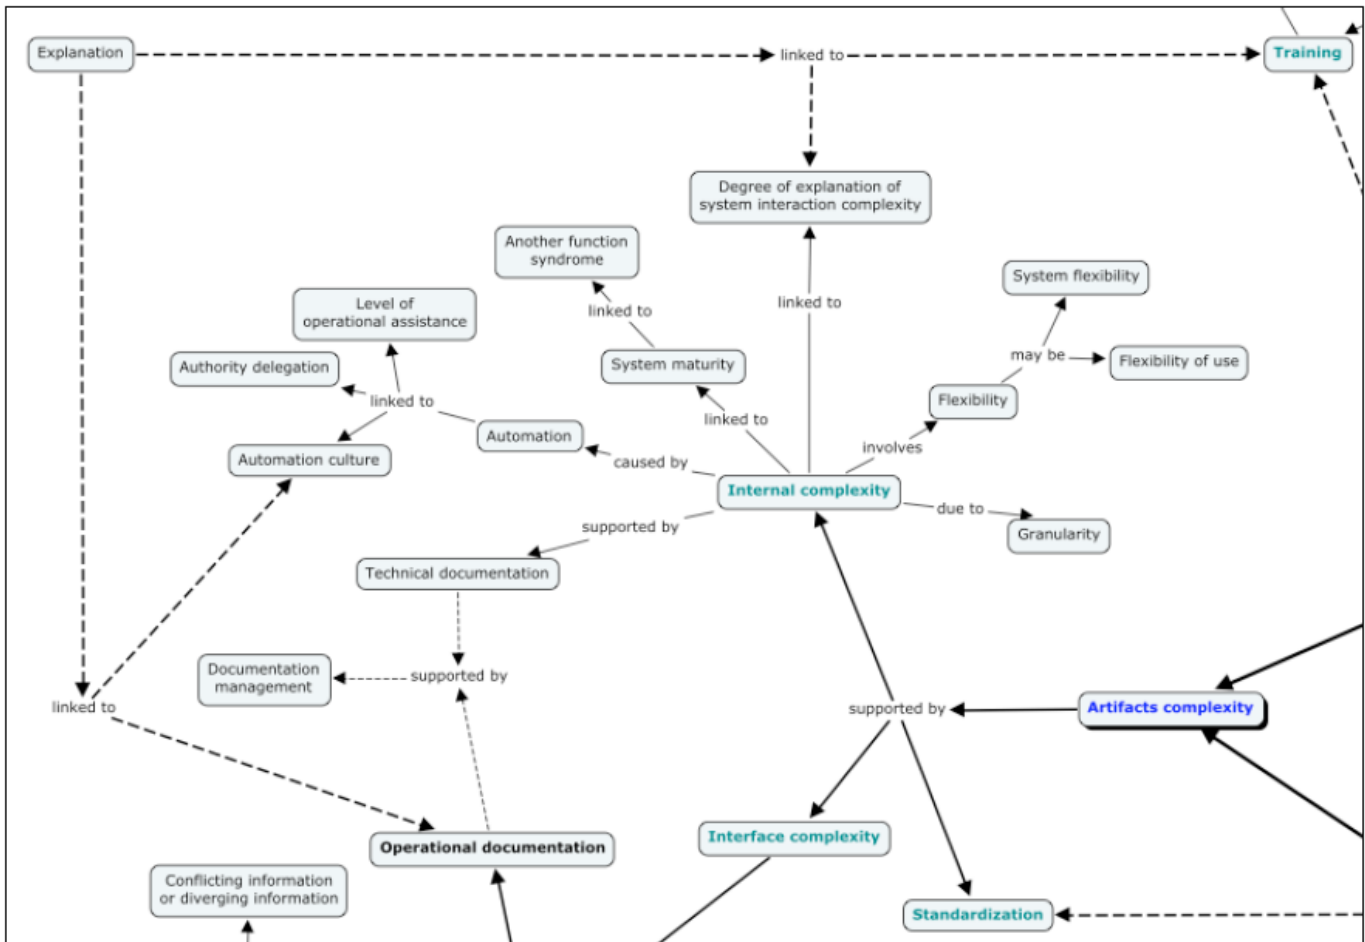 Explanation
linked to
Training
Degree of explanation of
system interaction complexity
Another function
syndrome
System flexibility
Level of
operational assistance
linked to
linked to
may be
Flexibility of use
Authority delegation
System maturity
linked to
Flexibility
linked to
Automation
involves
Automation culture
caused by
Internal complexity
due to
supported by
Granularity
Technical documentation
Documentation
management
supported by
linked to
supported by
Artifacts complexity
Interface complexity
Operational documentation
Conflicting information
or diverging information
Standardization